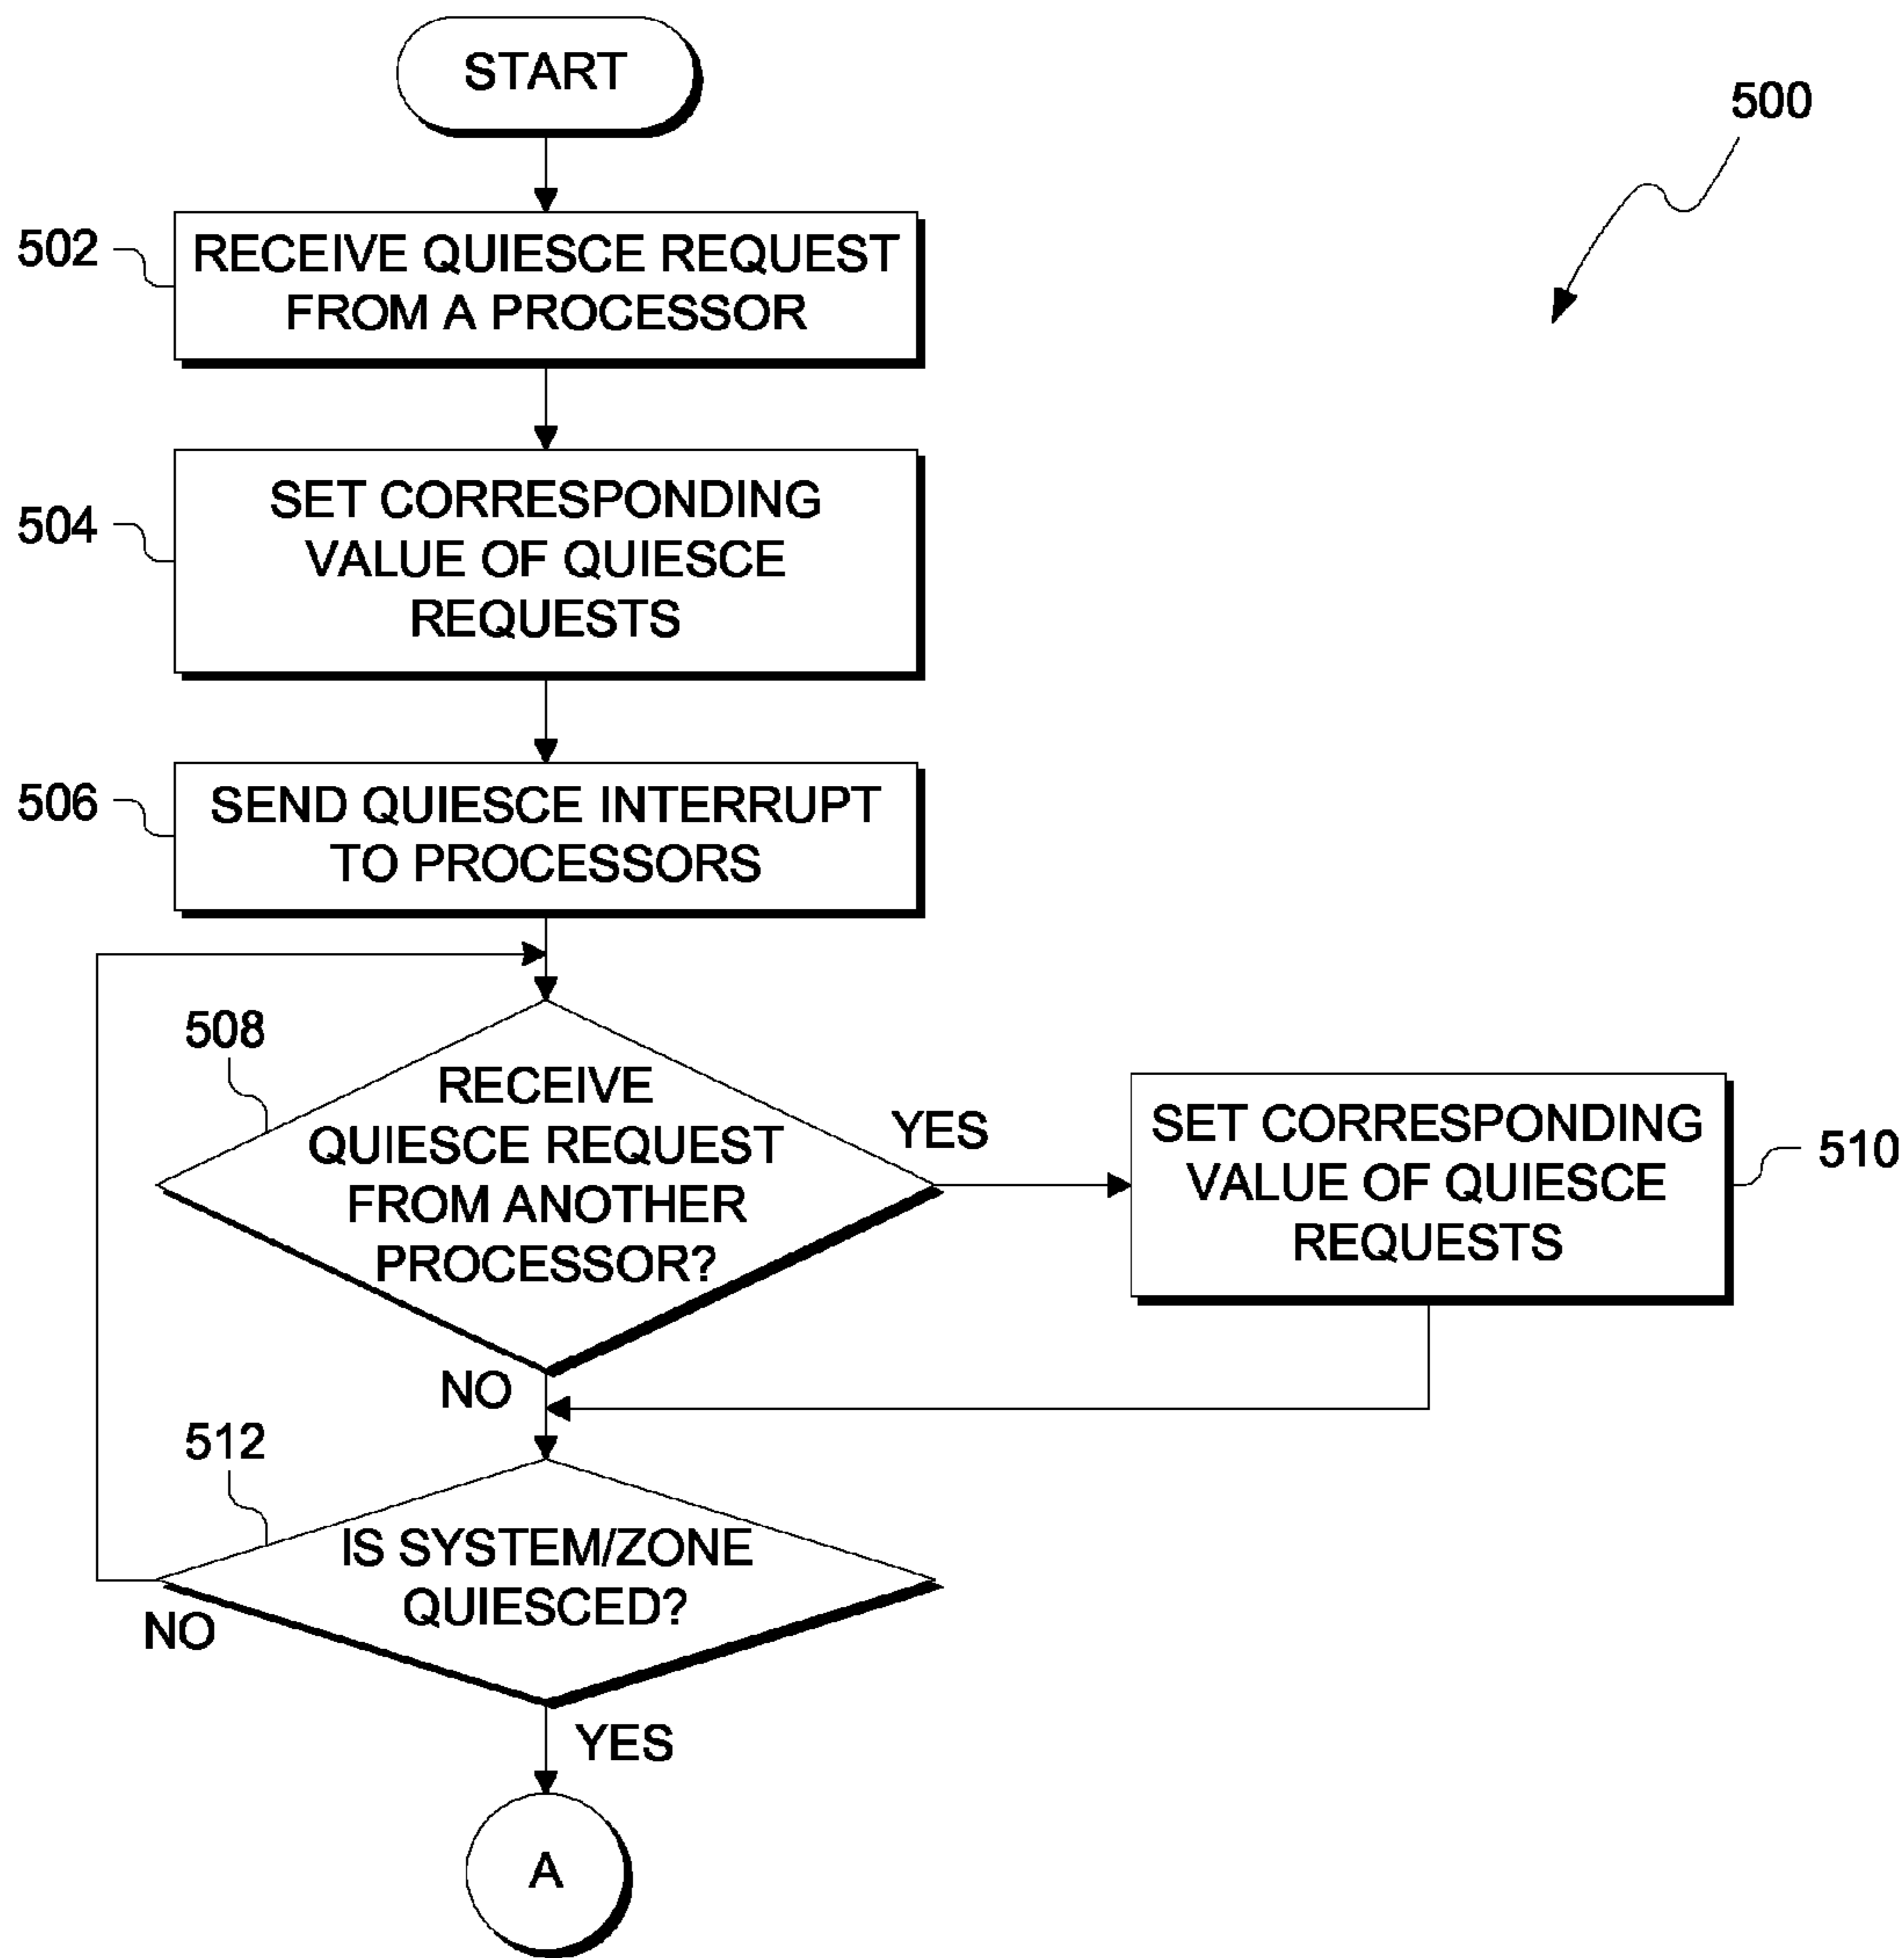 START
500
502
RECEIVE QUIESCE REQUEST
FROM A PROCESSOR
504
SET CORRESPONDING
VALUE OF QUIESCE
REQUESTS
506
SEND QUIESCE INTERRUPT
TO PROCESSORS
508
RECEIVE
QUIESCE REQUEST
FROM ANOTHER
PROCESSOR?
YES
SET CORRESPONDING
VALUE OF QUIESCE
REQUESTS
510
NO
512
IS SYSTEM/ZONE
QUIESCED?
NO
YES
A